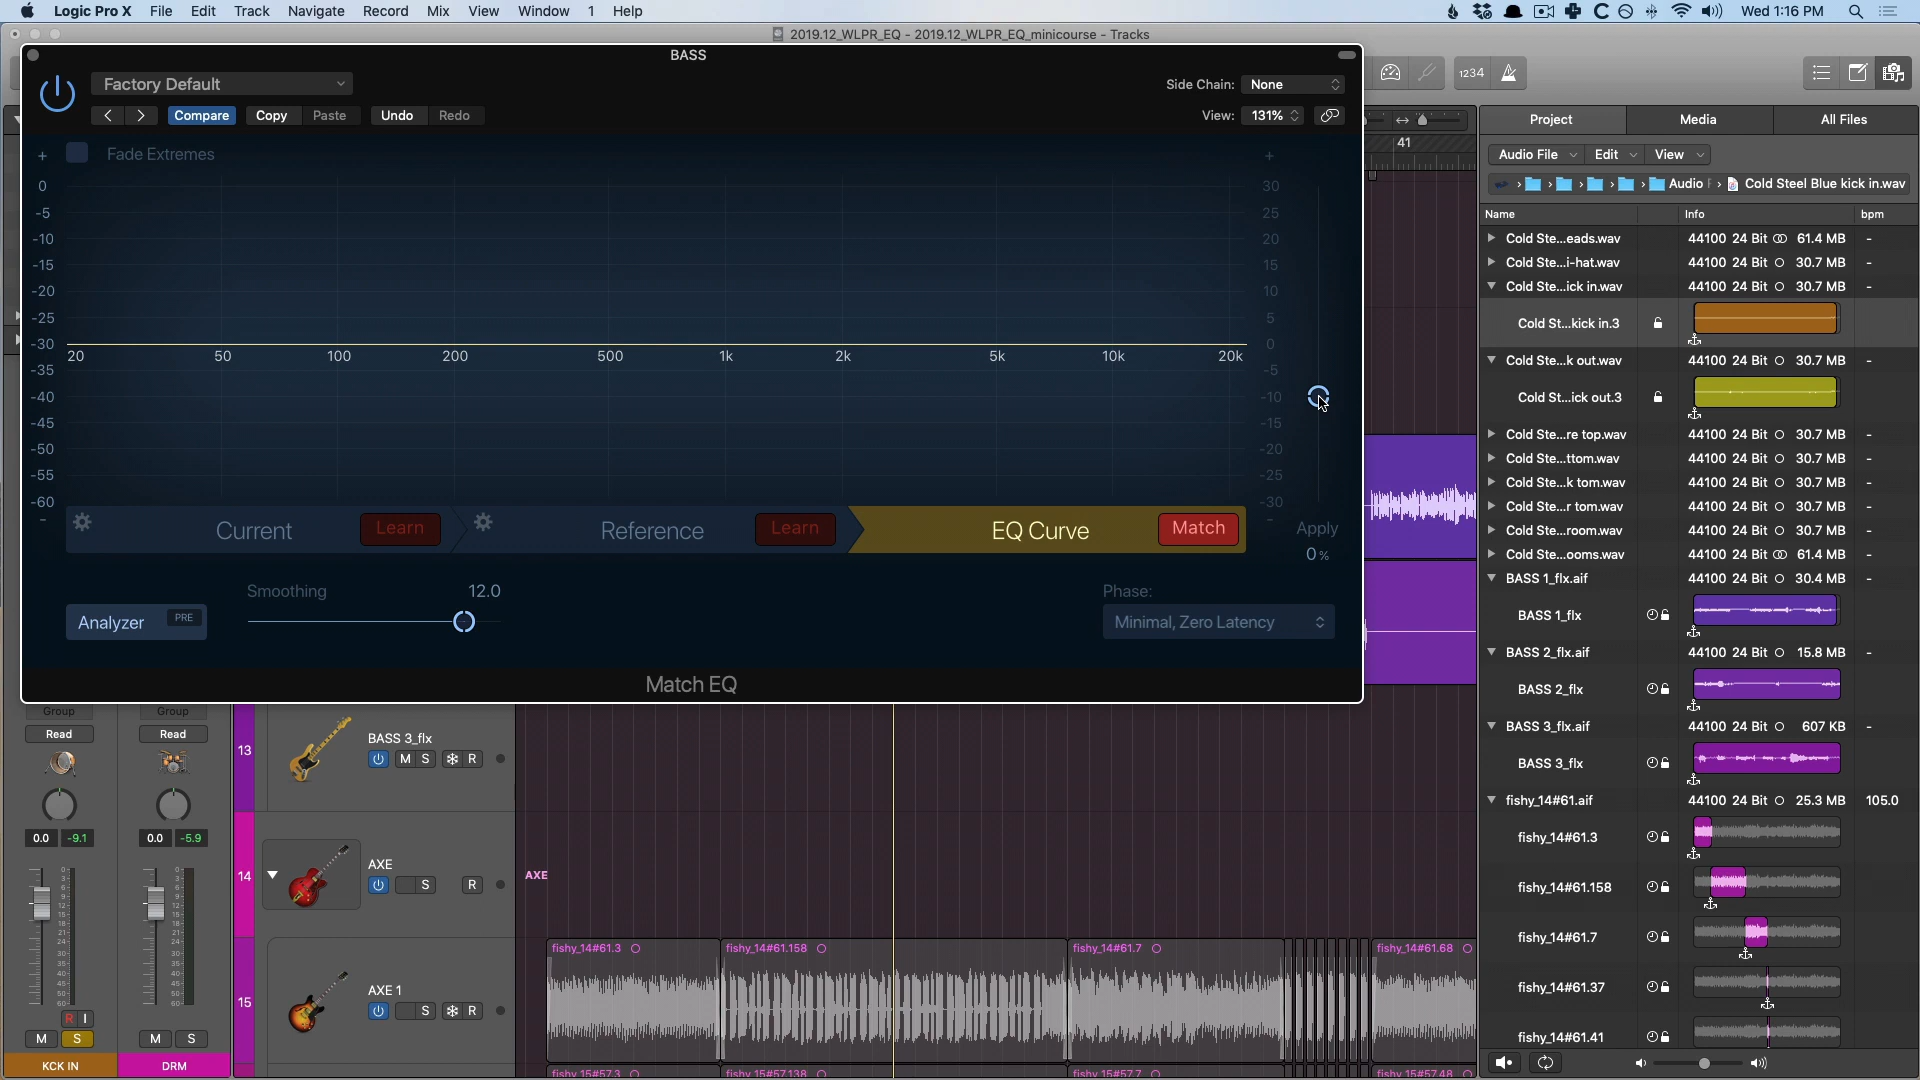 Logic Pro X File Edit Track Navigate Record Mix View Window 1 Help
Wed 1:16 PM
2019.12_WLPR_EQ - 2019.12_WLPR_EQ_minicourse - Tracks
BASS
Factory Default
Side Chain: None
Compare Copy Paste Undo Redo
View: 131%
1234
Fade Extremes
+
0
-5
-10
-15
-20
-25
-30
-35
-40
-45
-50
-55
-60
-
20 50 100 200 500 1k 2k 5k 10k 20k
+
30
25
20
15
10
5
0
-5
-10
-15
-20
-25
-30
-
Current Learn Reference Learn EQ Curve Match
Apply
0 %
Smoothing 12.0
Analyzer PRE
Phase:
Minimal, Zero Latency
Match EQ
41
Project Media All Files
Audio File Edit View
Audio F Cold Steel Blue kick in.wav
Name Info bpm
Cold Ste...eads.wav 44100 24 Bit 61.4 MB -
Cold Ste...i-hat.wav 44100 24 Bit 30.7 MB -
Cold Ste...ick in.wav 44100 24 Bit 30.7 MB -
Cold St...kick in.3
Cold Ste...k out.wav 44100 24 Bit 30.7 MB -
Cold St...ick out.3
Cold Ste...re top.wav 44100 24 Bit 30.7 MB -
Cold Ste...ttom.wav 44100 24 Bit 30.7 MB -
Cold Ste...k tom.wav 44100 24 Bit 30.7 MB -
Cold Ste...r tom.wav 44100 24 Bit 30.7 MB -
Cold Ste...room.wav 44100 24 Bit 30.7 MB -
Cold Ste...ooms.wav 44100 24 Bit 61.4 MB -
BASS 1_flx.aif 44100 24 Bit 30.4 MB -
BASS 1_flx
BASS 2_flx.aif 44100 24 Bit 15.8 MB -
BASS 2_flx
BASS 3_flx.aif 44100 24 Bit 607 KB -
BASS 3_flx
fishy_14#61.aif 44100 24 Bit 25.3 MB 105.0
fishy_14#61.3
fishy_14#61.158
fishy_14#61.7
fishy_14#61.37
fishy_14#61.41
Group Group
Read Read
0.0 -9.1 0.0 -5.9
R I
M S M S
KCK IN DRM
13 BASS 3_flx
M S R
14 AXE
S R
AXE
15 AXE 1
S R
fishy_14#61.3 fishy_14#61.158 fishy_14#61.7 fishy_14#61.68
fishy_15#57.3 fishy_15#57.138 fishy_15#57.7 fishy_15#57.48